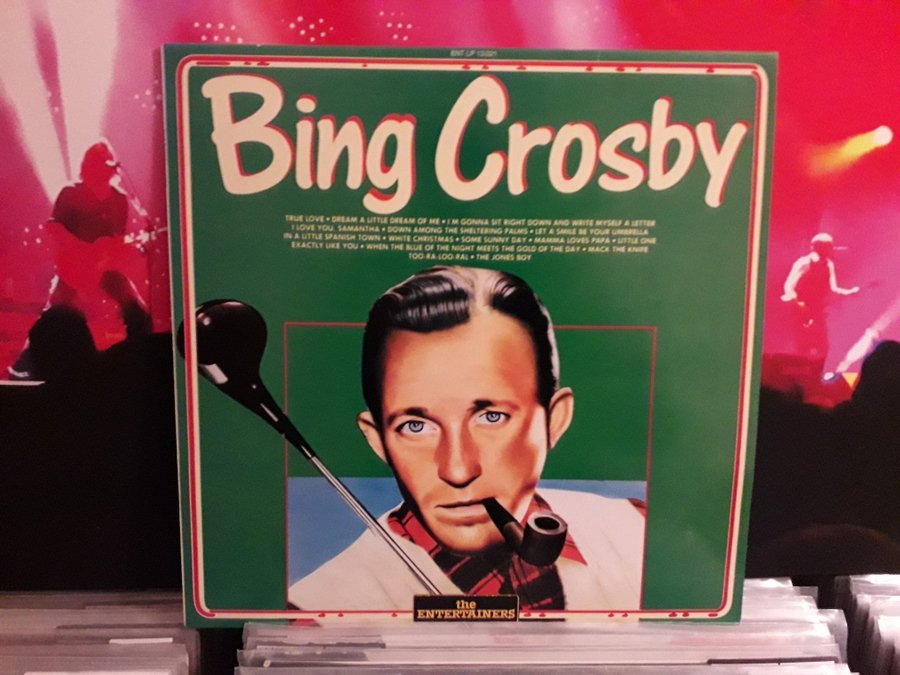 ENT LP 13 021
Bing Crosby
TRUE LOVE • DREAM A LITTLE DREAM OF ME • I'M GONNA SIT RIGHT DOWN AND WRITE MYSELF A LETTER
I LOVE YOU, SAMANTHA • DOWN AMONG THE SHELTERING PALMS • LET A SMILE BE YOUR UMBRELLA
IN A LITTLE SPANISH TOWN • WHITE CHRISTMAS • SOME SUNNY DAY • MAMMA LOVES PAPA • LITTLE ONE
EXACTLY LIKE YOU • WHEN THE BLUE OF THE NIGHT MEETS THE GOLD OF THE DAY • MACK THE KNIFE
TOO-RA-LOO-RAL • THE JONES BOY
the
ENTERTAINERS